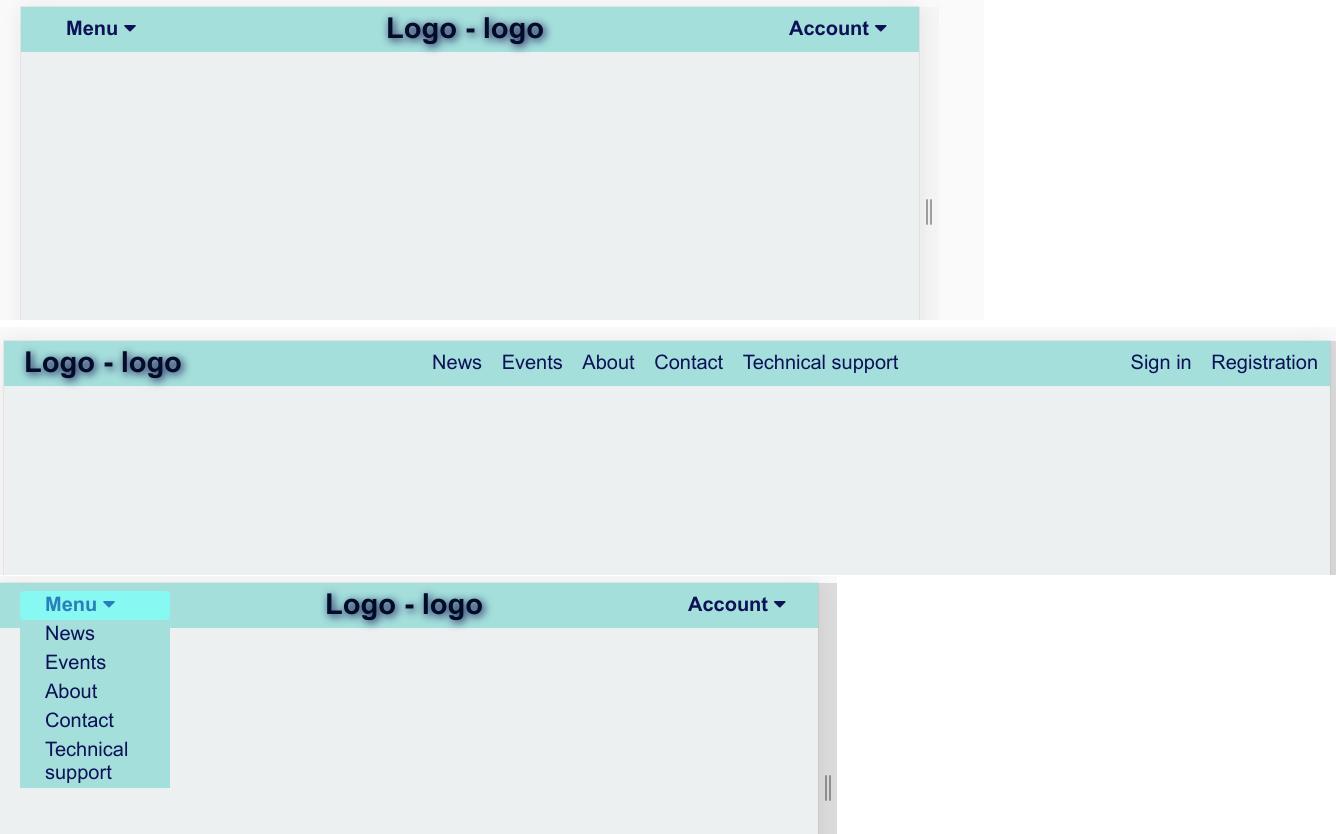 Menu Logo - logo Account
Logo - logo News Events About Contact Technical support Sign in Registration
Menu Logo - logo Account
News
Events
About
Contact
Technical
support